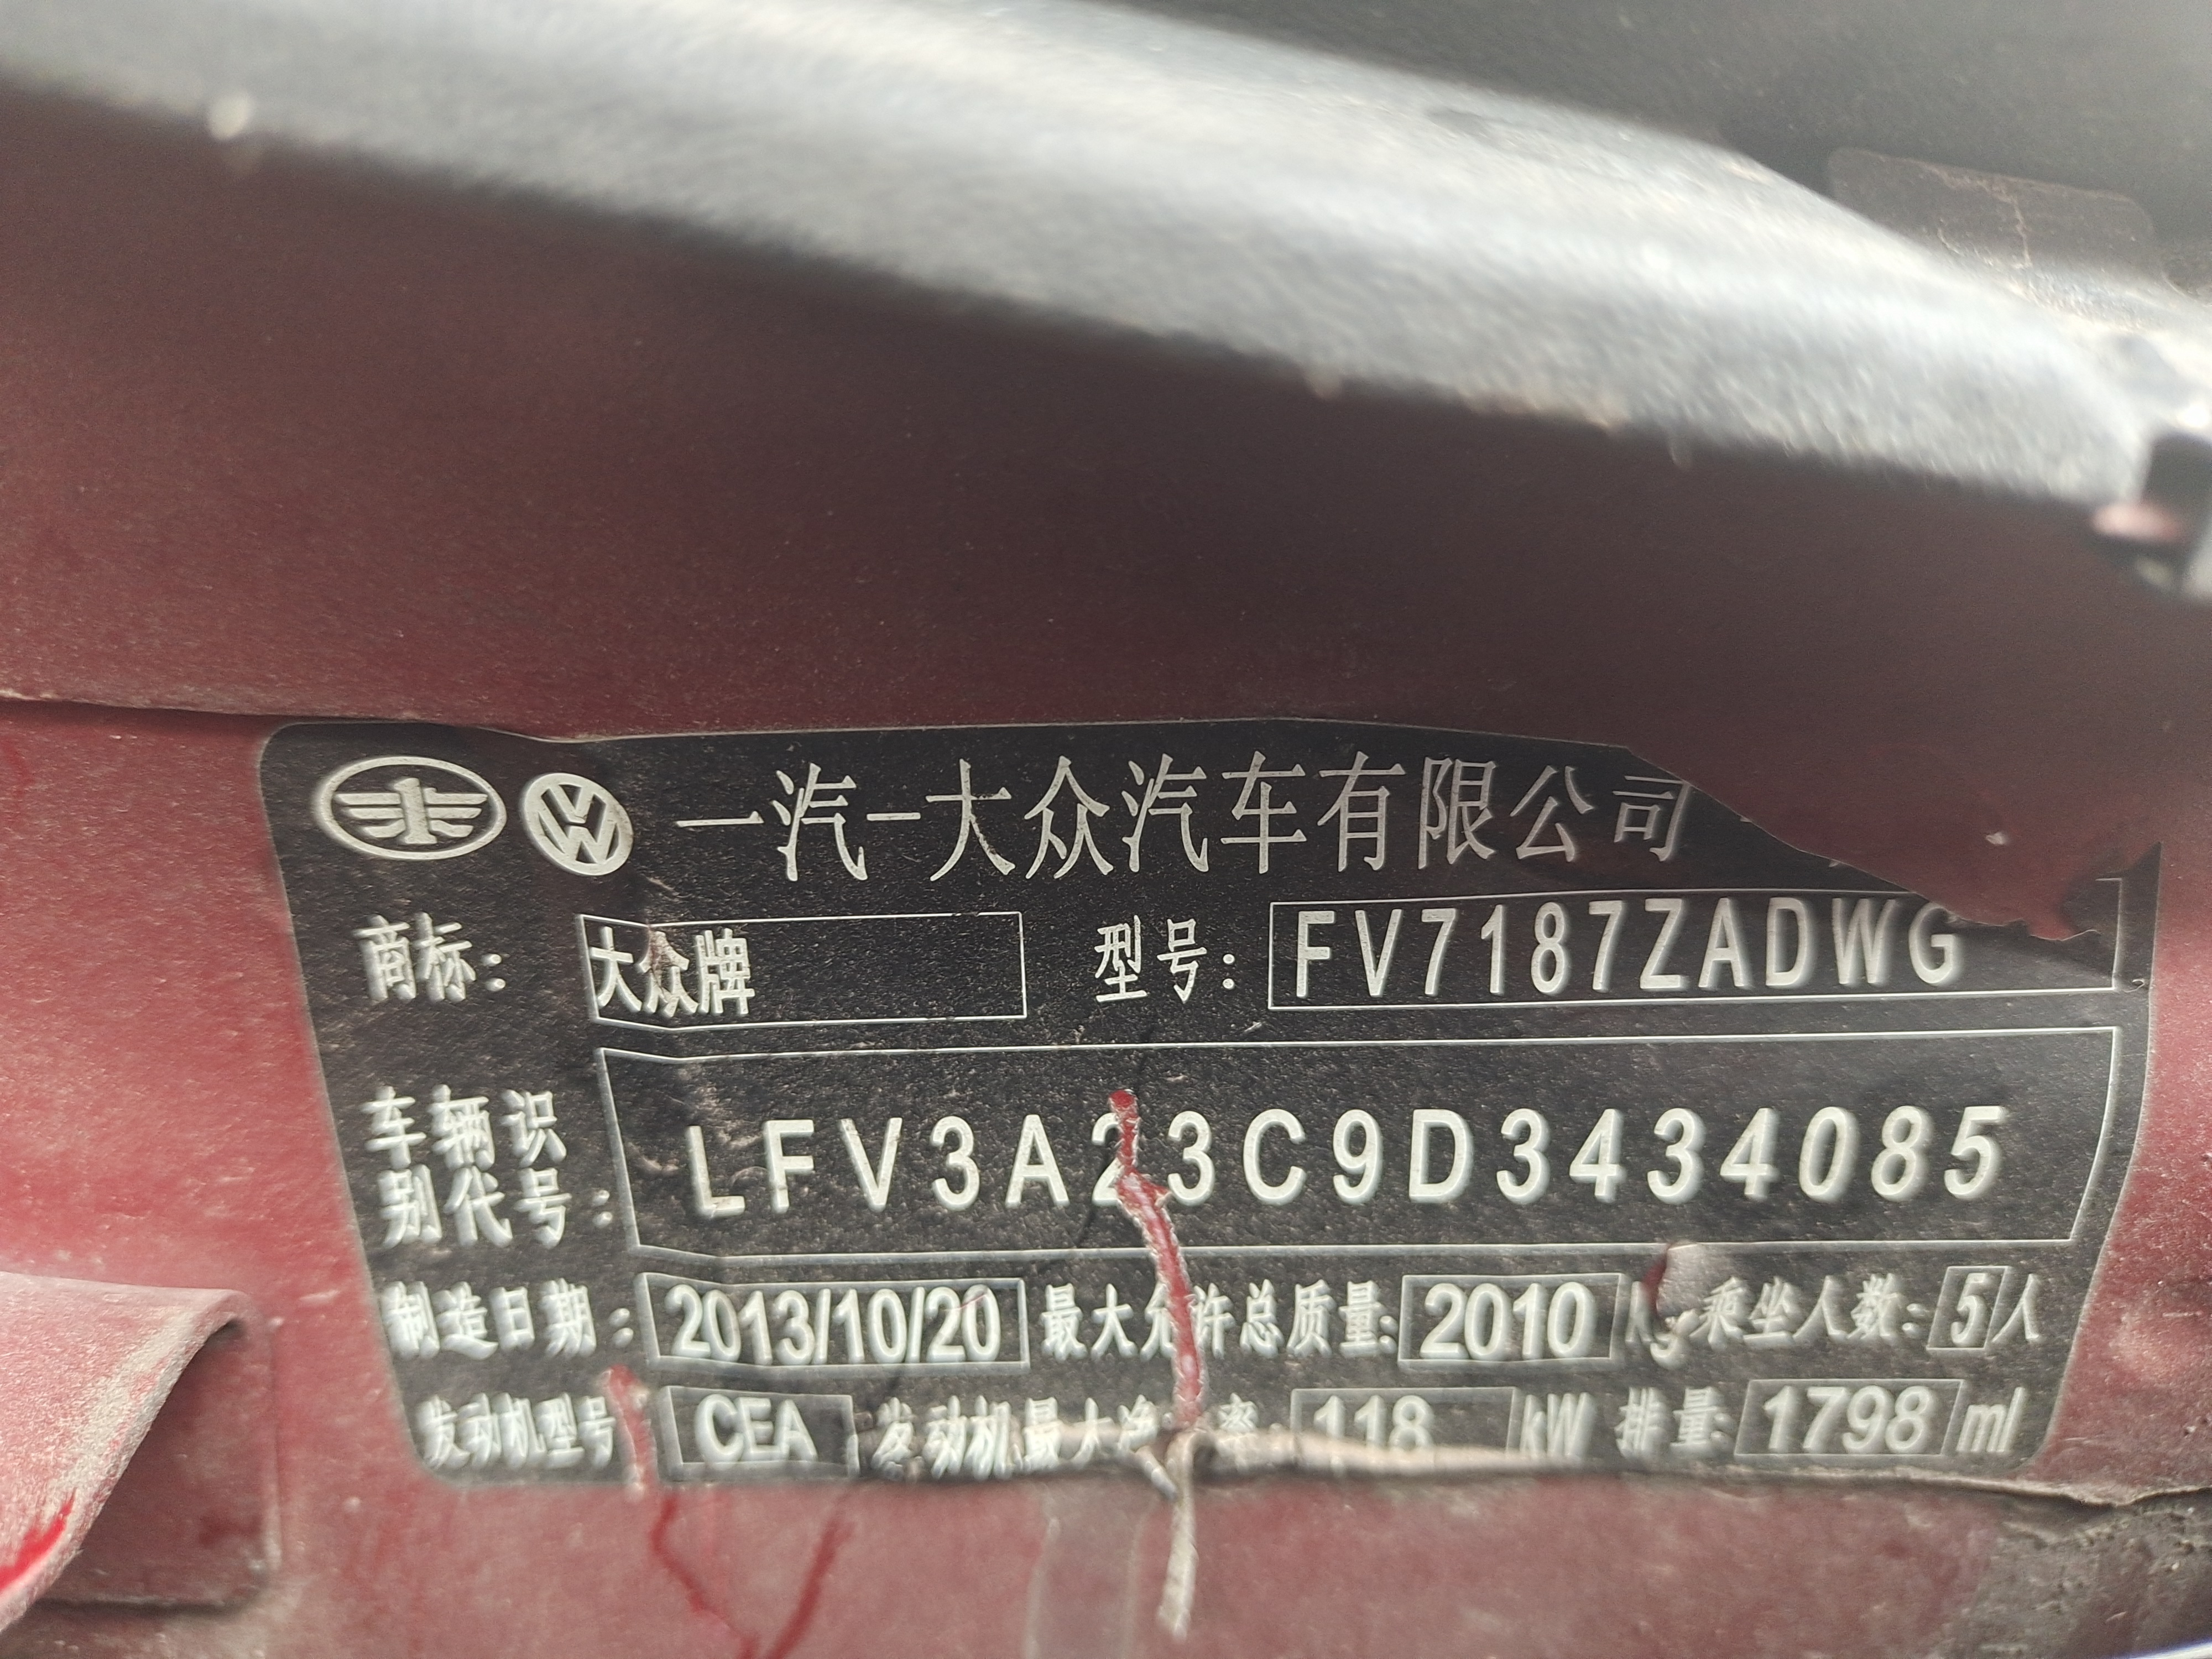 一汽-大众汽车有限公司
商标: 大众牌 型号: FV7187ZADWG
车辆识别代号: LFV3A23C9D3434085
制造日期: 2013/10/20 最大允许总质量: 2010 kg 乘坐人数: 5 人
发动机型号 CEA 发动机最大净 率: 118 kW 排量: 1798 ml